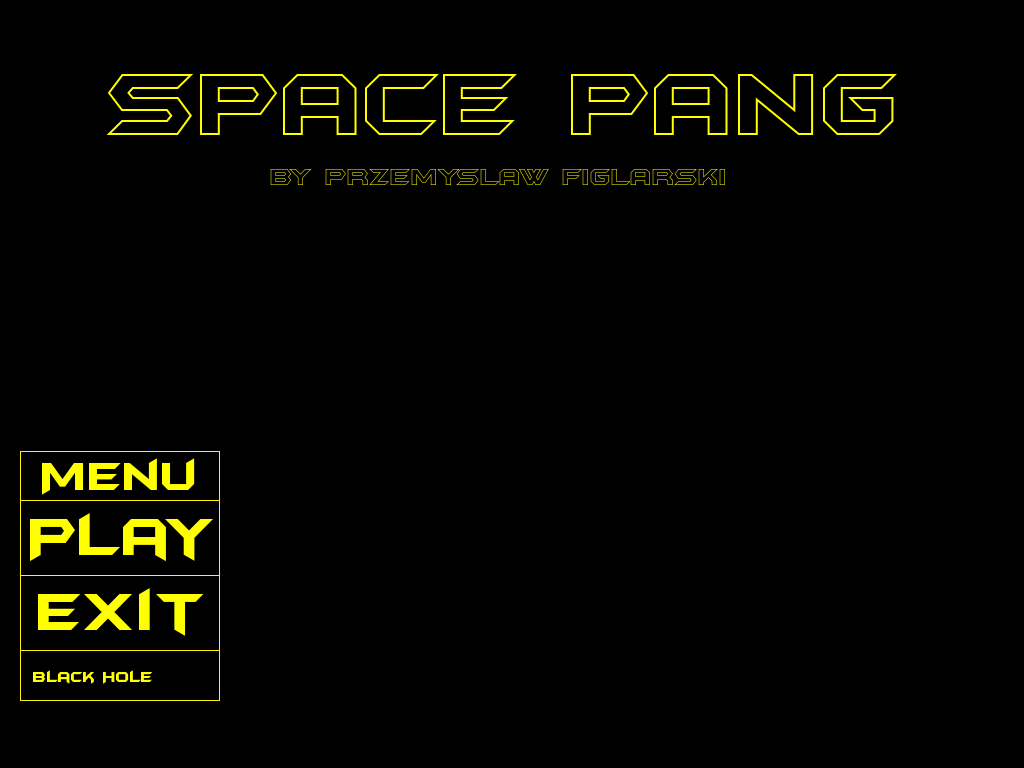 SPACE PANG
BY PRZEMYSLAW FIGLARSKI
MENU
PLAY
EXIT
BLACK HOLE